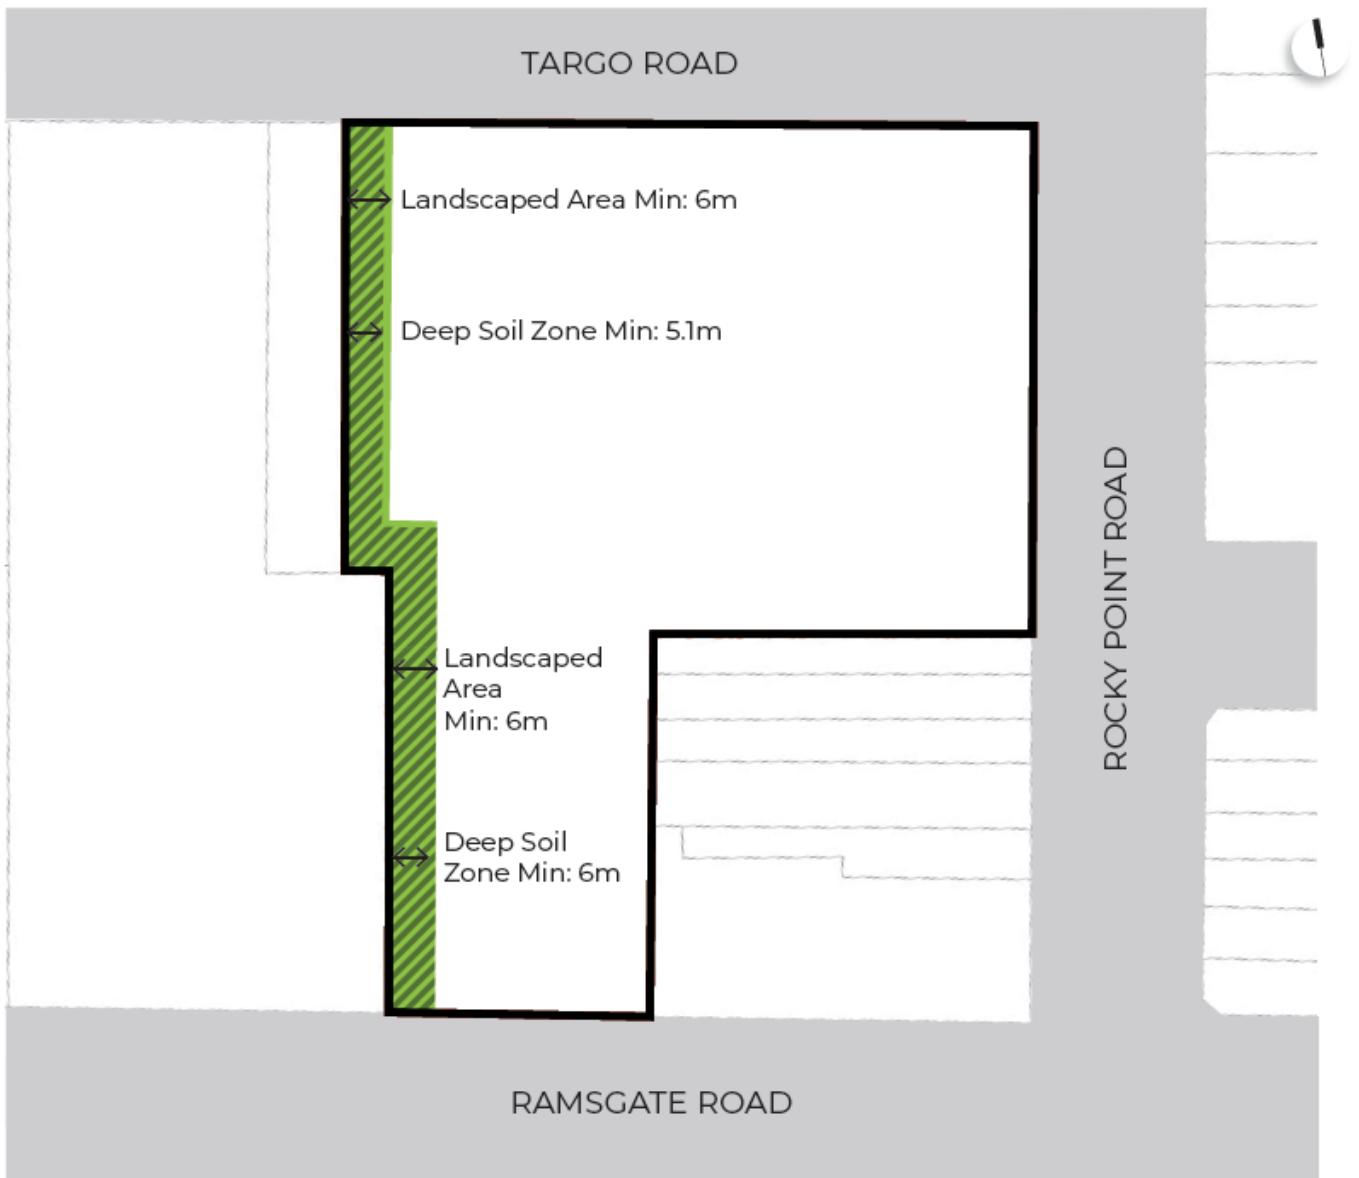 TARGO ROAD
Landscaped Area Min: 6m
Deep Soil Zone Min: 5.1m
ROCKY POINT ROAD
Landscaped
Area
Min: 6m
Deep Soil
Zone Min: 6m
RAMSGATE ROAD